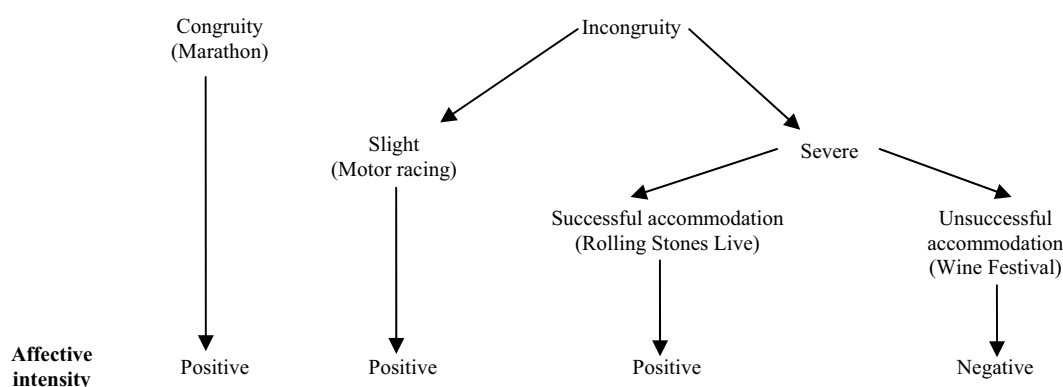 Congruity
(Marathon)
Incongruity
Slight
(Motor racing)
Severe
Successful accommodation
(Rolling Stones Live)
Unsuccessful
accommodation
(Wine Festival)
Affective
intensity
Positive
Positive
Positive
Negative